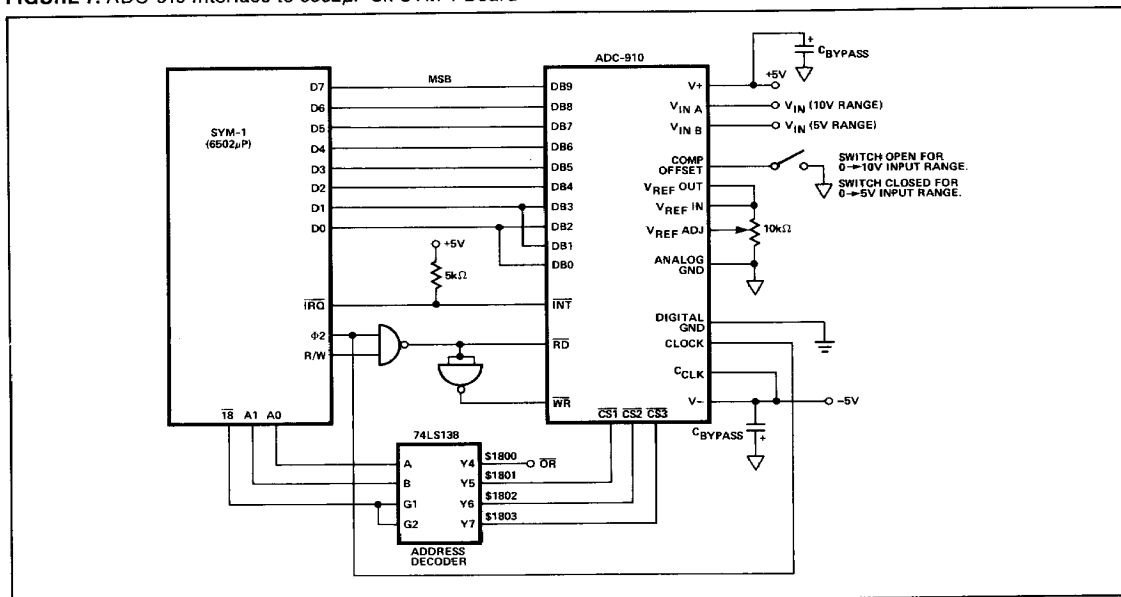 FIGURE 7. ADC-910 Interface to 6502μP on SYM-1 Board
ADC-910
C BYPASS
+
+5V
SYM-1
(6502μP)
D7
D6
D5
D4
D3
D2
D1
D0
IRQ
Φ2
R/W
18 A1 A0
MSB
+5V
5kΩ
DB9
DB8
DB7
DB6
DB5
DB4
DB3
DB2
DB1
DB0
INT
RD
WR
CS1 CS2 CS3
V+
VIN A
VIN B
COMP
OFFSET
VREF OUT
VREF IN
VREF ADJ
ANALOG
GND
DIGITAL
GND
CLOCK
CCLK
V−
VIN (10V RANGE)
VIN (5V RANGE)
SWITCH OPEN FOR
0→10V INPUT RANGE.
SWITCH CLOSED FOR
0→5V INPUT RANGE.
10kΩ
−5V
C BYPASS
+
74LS138
A
B
G1
G2
Y4
Y5
Y6
Y7
$1800
$1801
$1802
$1803
OR
ADDRESS
DECODER